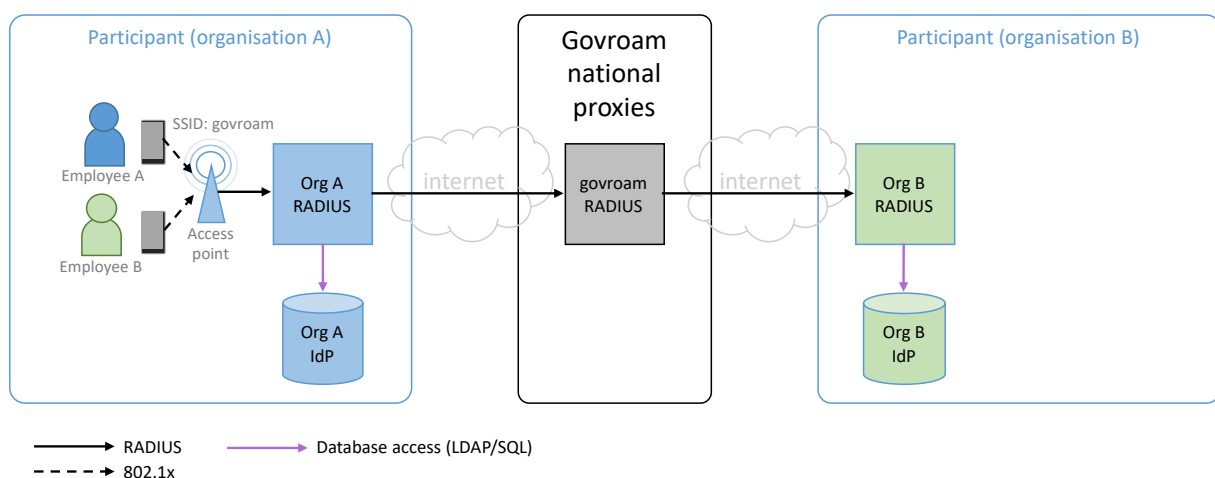 Participant (organisation A)
Govroam
national
proxies
Participant (organisation B)
SSID: govroam
Employee A
Employee B
Access
point
Org A
RADIUS
internet
govroam
RADIUS
internet
Org B
RADIUS
Org A
IdP
Org B
IdP
RADIUS
Database access (LDAP/SQL)
802.1x